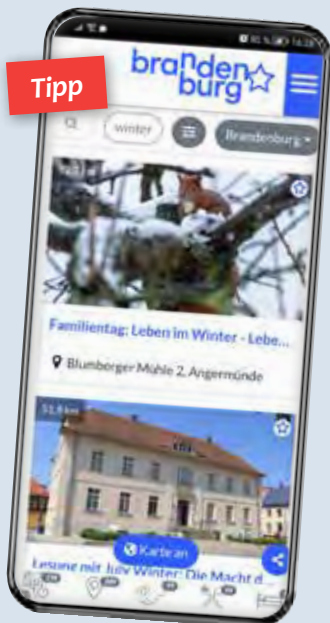 Tipp
branden
burg
winter
Brandenburg
Familientag: Leben im Winter - Lebe...
Blumberger Mühle 2, Angermünde
51,9 km
Karte an
Lesung mit July Winter: Die Macht d...